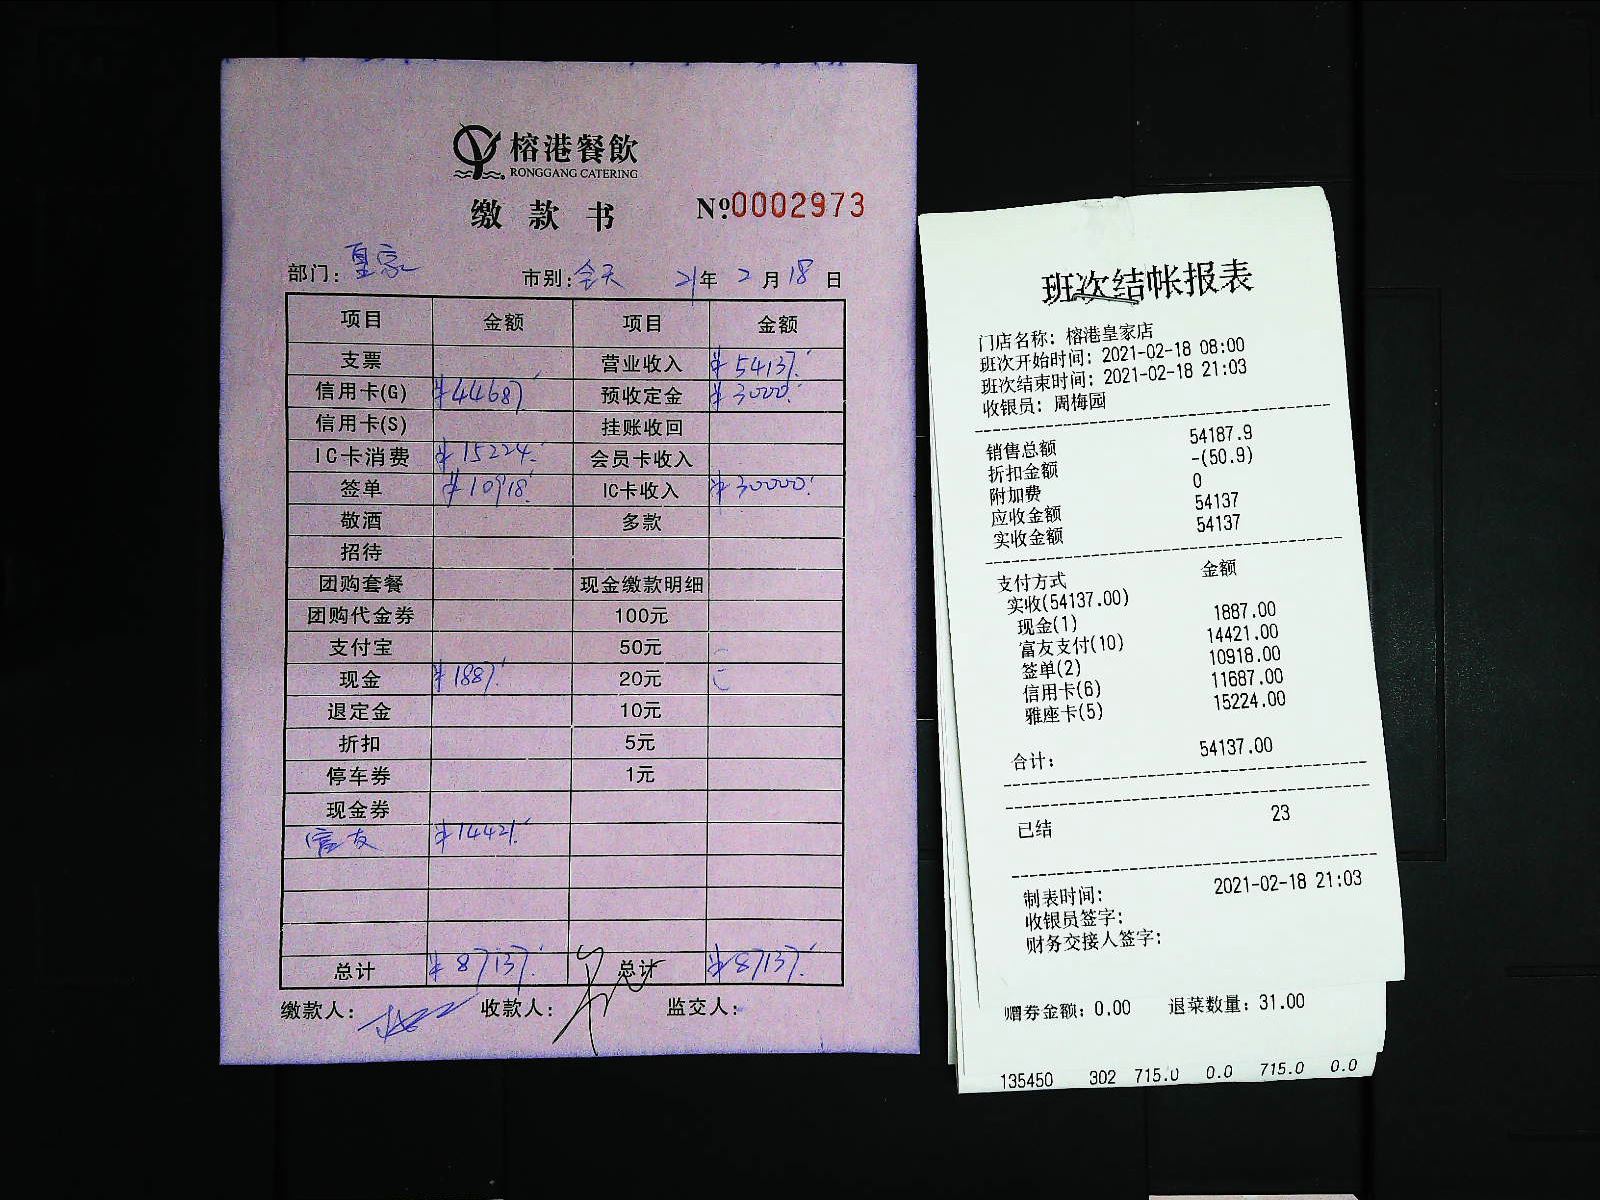 榕港餐飲
RONGGANG CATERING
缴款书 Nº0002973
部门: 皇家 市别: 全天 21年 2月18日
项目 金额 项目 金额
支票 营业收入 ¥54137.
信用卡(G) ¥44687. 预收定金 ¥3000.
信用卡(S) 挂账收回
IC卡消费 ¥15224. 会员卡收入
签单 ¥10918. IC卡收入 ¥30000.
敬酒 多款
招待
团购套餐 现金缴款明细
团购代金券 100元
支付宝 50元
现金 ¥1887. 20元
退定金 10元
折扣 5元
停车券 1元
现金券
富友 ¥14421.
总计 ¥87137. 总计 ¥87137.
缴款人: 收款人: 监交人:
班次结帐报表
门店名称: 榕港皇家店
班次开始时间: 2021-02-18 08:00
班次结束时间: 2021-02-18 21:03
收银员: 周梅园
销售总额 54187.9
折扣金额 -(50.9)
附加费 0
应收金额 54137
实收金额 54137
支付方式 金额
实收(54137.00)
现金(1) 1887.00
富友支付(10) 14421.00
签单(2) 10918.00
信用卡(6) 11687.00
雅座卡(5) 15224.00
合计: 54137.00
已结 23
制表时间: 2021-02-18 21:03
收银员签字:
财务交接人签字:
赠券金额: 0.00 退菜数量: 31.00
135450 302 715.0 0.0 715.0 0.0